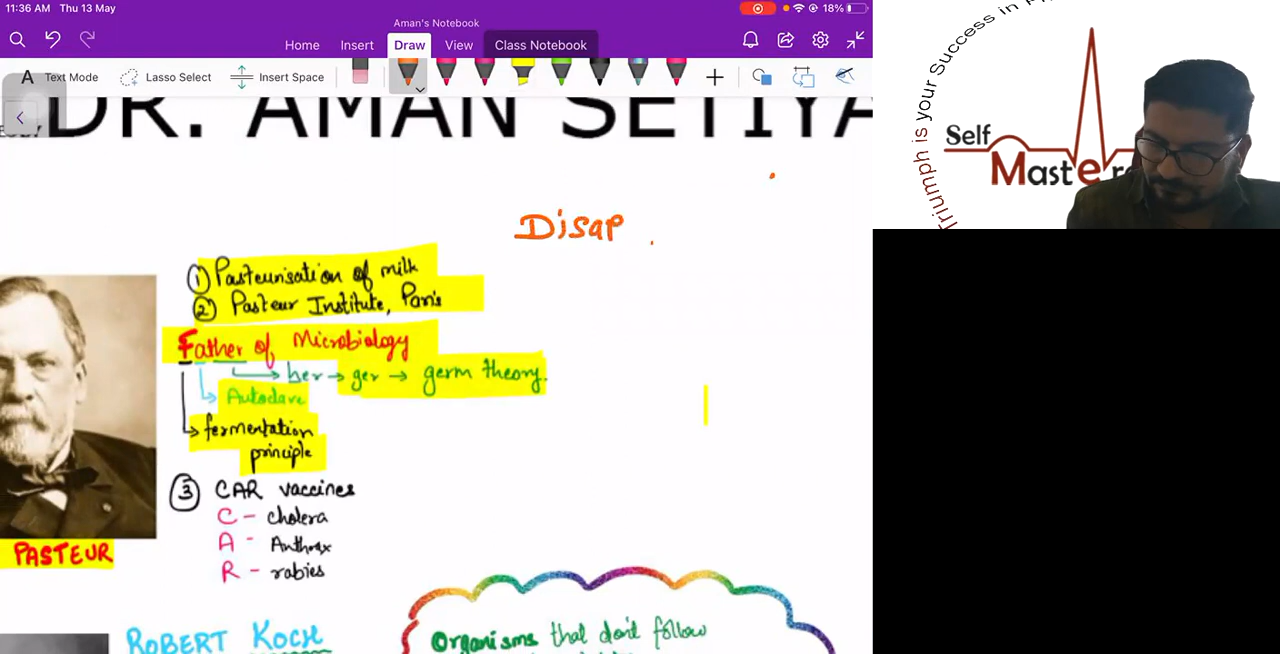 11:36 AM Thu 13 May
18%
Aman's Notebook
Home Insert Draw View Class Notebook
A Text Mode Lasso Select Insert Space
DR. AMAN SETIYA
Disap
① Pasteurisation of milk
② Pasteur Institute, Paris
Father of Microbiology
her → ger → germ theory.
Autoclave
fermentation
principle
③ CAR vaccines
C - cholera
A - Anthrax
R - rabies
PASTEUR
ROBERT KOCH
Organisms that don't follow
Triumph is your Success in
Self
Master